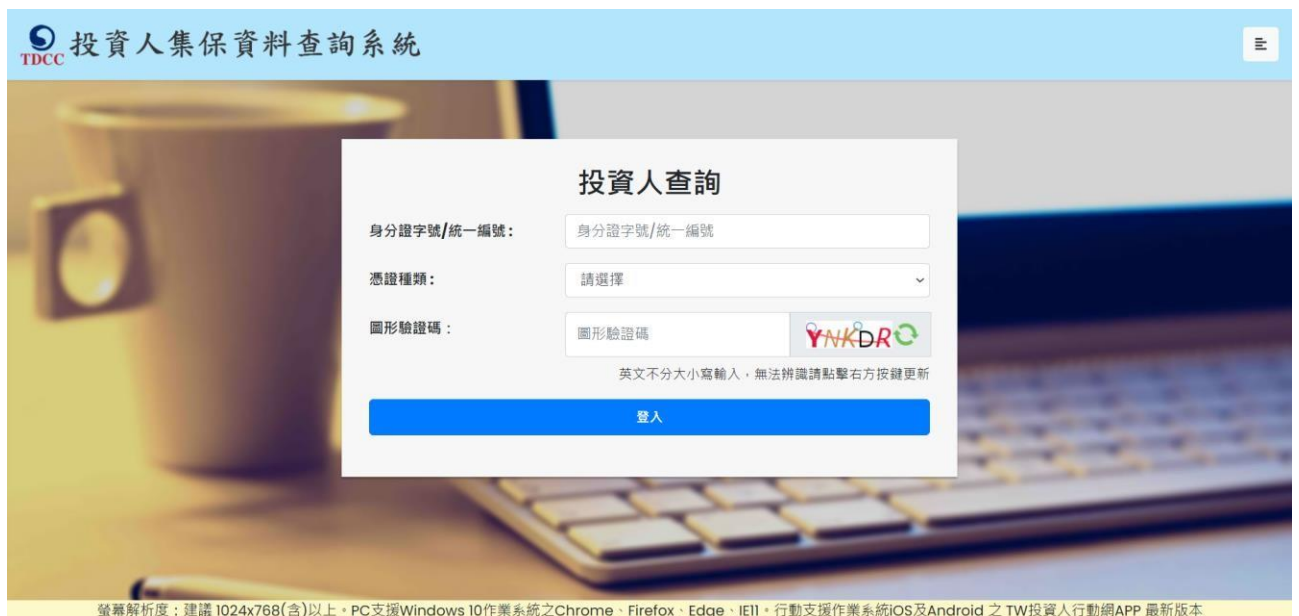 TDCC 投資人集保資料查詢系統
投資人查詢
身分證字號/統一編號：
身分證字號/統一編號
憑證種類：
請選擇
圖形驗證碼：
圖形驗證碼
YNKDR
英文不分大小寫輸入，無法辨識請點擊右方按鍵更新
登入
螢幕解析度：建議 1024x768(含)以上。PC支援Windows 10作業系統之Chrome、Firefox、Edge、IE11。行動支援作業系統iOS及Android 之 TW投資人行動網APP 最新版本